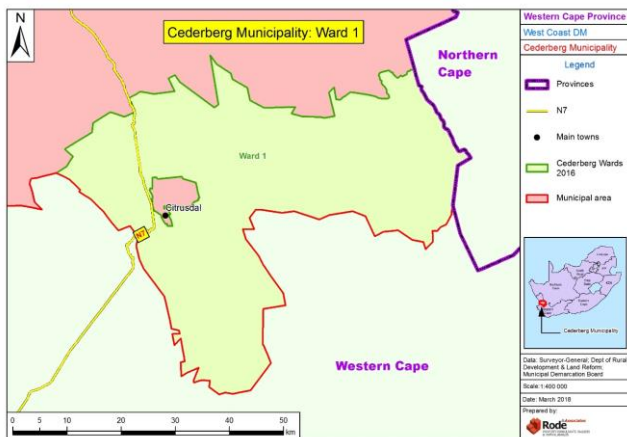 N
Cederberg Municipality: Ward 1
Northern
Cape
Ward 1
Citrusdal
N7
Western Cape
0 5 10 20 30 40 50
km
Western Cape Province
West Coast DM
Cederberg Municipality
Legend
Provinces
N7
Main towns
Cederberg Wards
2016
Municipal area
Cederberg Municipality
Data: Surveyor-General; Dept of Rural
Development & Land Reform;
Municipal Demarcation Board
Scale:1:400 000
Date: March 2018
Prepared by:
Rode